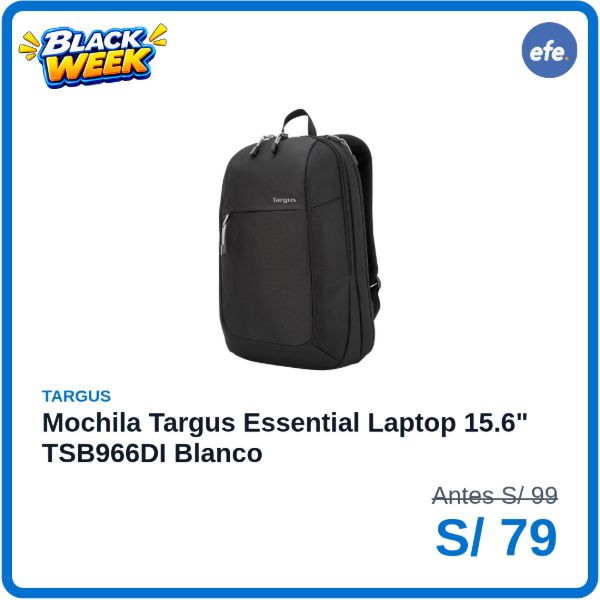 BLACK
WEEK
efe.
Targus
TARGUS
Mochila Targus Essential Laptop 15.6"
TSB966DI Blanco
Antes S/ 99
S/ 79